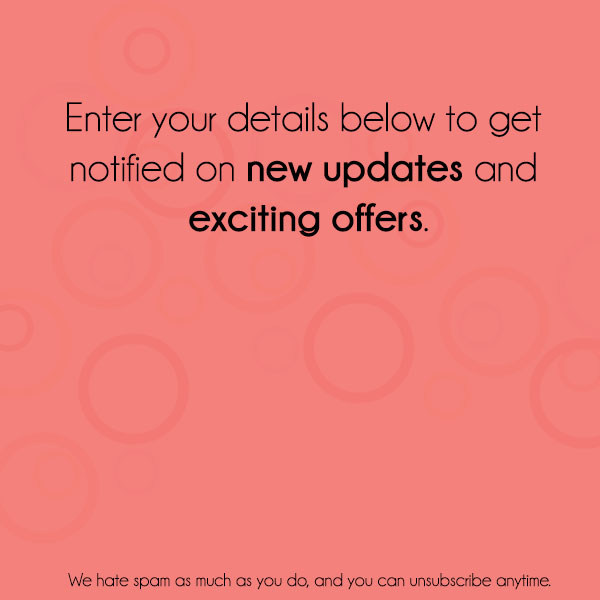 Enter your details below to get
notified on new updates and
exciting offers.
We hate spam as much as you do, and you can unsubscribe anytime.